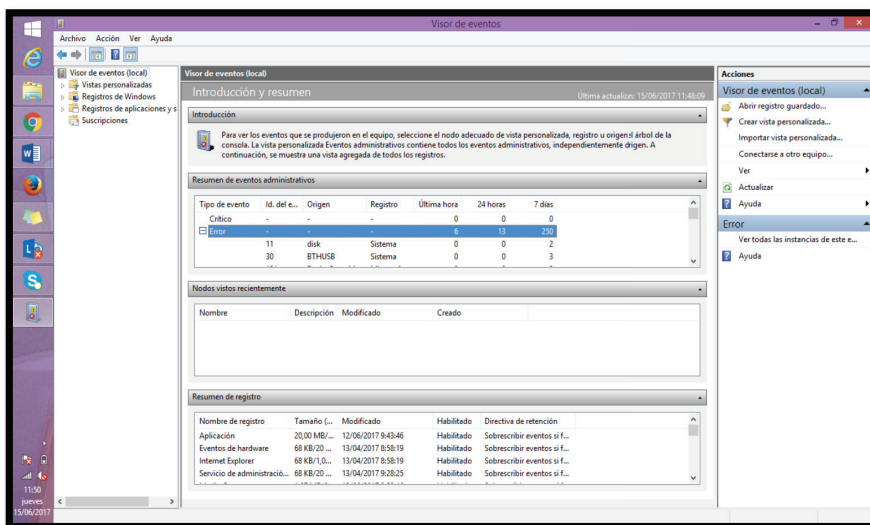 Visor de eventos
Archivo Acción Ver Ayuda
Visor de eventos (local)
Vistas personalizadas
Registros de Windows
Registros de aplicaciones y s
Suscripciones
Visor de eventos (local)
Introducción y resumen
Última actualizn: 15/06/2017 11:48:09
Introducción
Para ver los eventos que se produjeron en el equipo, seleccione el nodo adecuado de vista personalizada, registro u origensl árbol de la
consola. La vista personalizada Eventos administrativos contiene todos los eventos administrativos, independientemente drigen. A
continuación, se muestra una vista agregada de todos los registros.
Resumen de eventos administrativos
Tipo de evento Id. del e... Origen Registro Última hora 24 horas 7 días
Crítico - - - 0 0 0
Error - - - 6 13 250
11 disk Sistema 0 0 2
30 BTHUSB Sistema 0 0 3
Nodos vistos recientemente
Nombre Descripción Modificado Creado
Resumen de registro
Nombre de registro Tamaño (... Modificado Habilitado Directiva de retención
Aplicación 20,00 MB/... 12/06/2017 9:43:46 Habilitado Sobrescribir eventos si f...
Eventos de hardware 68 KB/20 ... 13/04/2017 8:58:19 Habilitado Sobrescribir eventos si f...
Internet Explorer 68 KB/1,0... 13/04/2017 8:58:19 Habilitado Sobrescribir eventos si f...
Servicio de administració... 68 KB/20 ... 13/04/2017 9:28:25 Habilitado Sobrescribir eventos si f...
Acciones
Visor de eventos (local)
Abrir registro guardado...
Crear vista personalizada...
Importar vista personalizada...
Conectarse a otro equipo...
Ver
Actualizar
Ayuda
Error
Ver todas las instancias de este e...
Ayuda
11:50
jueves
15/06/2017